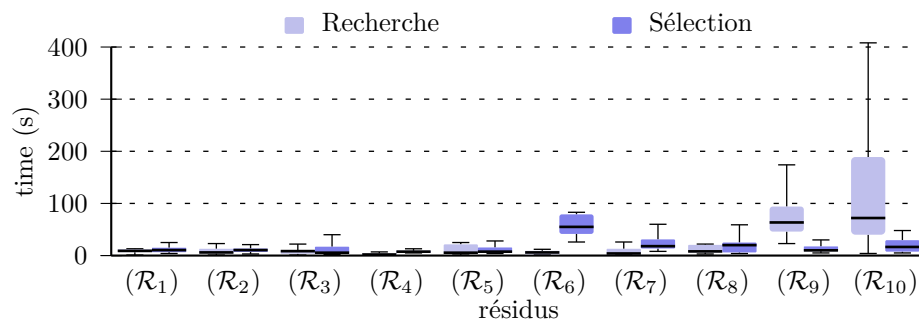 Recherche Sélection
400
300
200
100
0
time (s)
(ℛ₁) (ℛ₂) (ℛ₃) (ℛ₄) (ℛ₅) (ℛ₆) (ℛ₇) (ℛ₈) (ℛ₉) (ℛ₁₀)
résidus